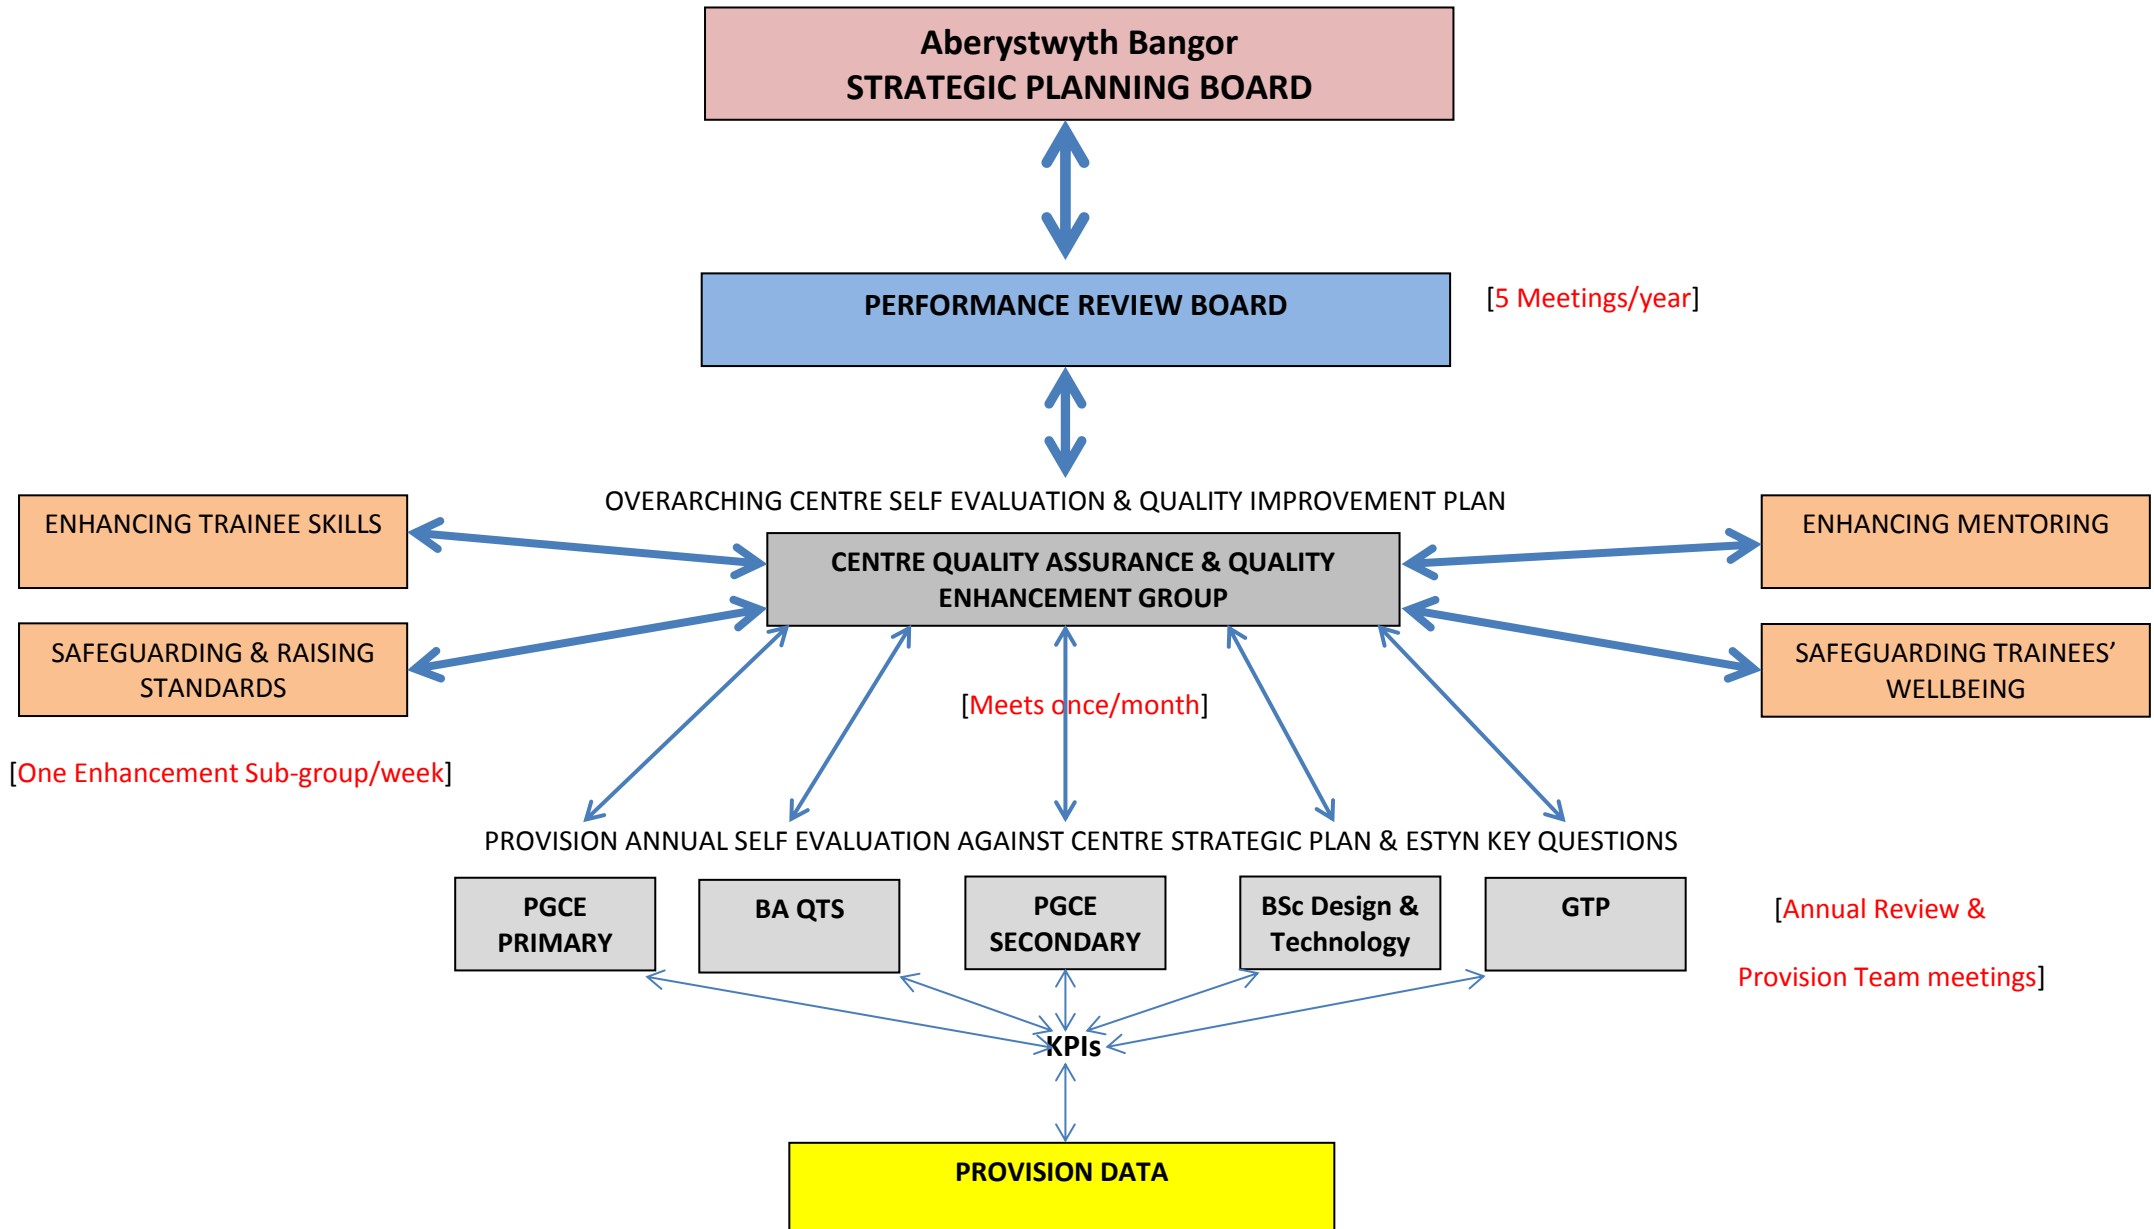 Aberystwyth Bangor
STRATEGIC PLANNING BOARD
PERFORMANCE REVIEW BOARD
[5 Meetings/year]
OVERARCHING CENTRE SELF EVALUATION & QUALITY IMPROVEMENT PLAN
ENHANCING TRAINEE SKILLS
CENTRE QUALITY ASSURANCE & QUALITY
ENHANCEMENT GROUP
ENHANCING MENTORING
SAFEGUARDING & RAISING
STANDARDS
SAFEGUARDING TRAINEES’
WELLBEING
[Meets once/month]
[One Enhancement Sub-group/week]
PROVISION ANNUAL SELF EVALUATION AGAINST CENTRE STRATEGIC PLAN & ESTYN KEY QUESTIONS
PGCE
PRIMARY
BA QTS
PGCE
SECONDARY
BSc Design &
Technology
GTP
[Annual Review &
Provision Team meetings]
KPIs
PROVISION DATA